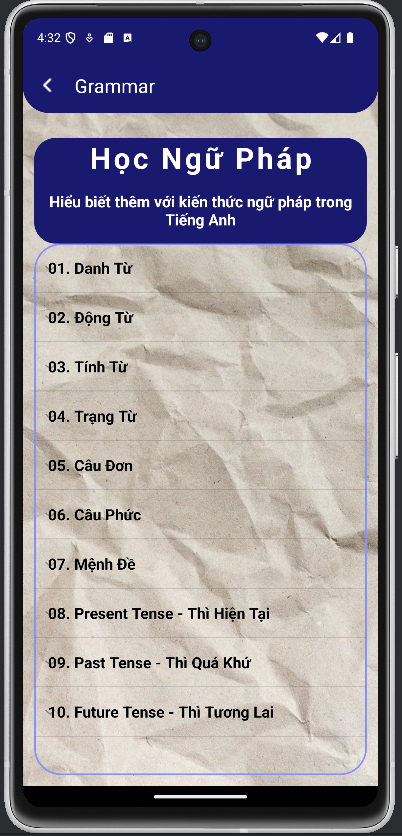 4:32
Grammar
Học Ngữ Pháp
Hiểu biết thêm với kiến thức ngữ pháp trong
Tiếng Anh
01. Danh Từ
02. Động Từ
03. Tính Từ
04. Trạng Từ
05. Câu Đơn
06. Câu Phức
07. Mệnh Đề
08. Present Tense - Thì Hiện Tại
09. Past Tense - Thì Quá Khứ
10. Future Tense - Thì Tương Lai